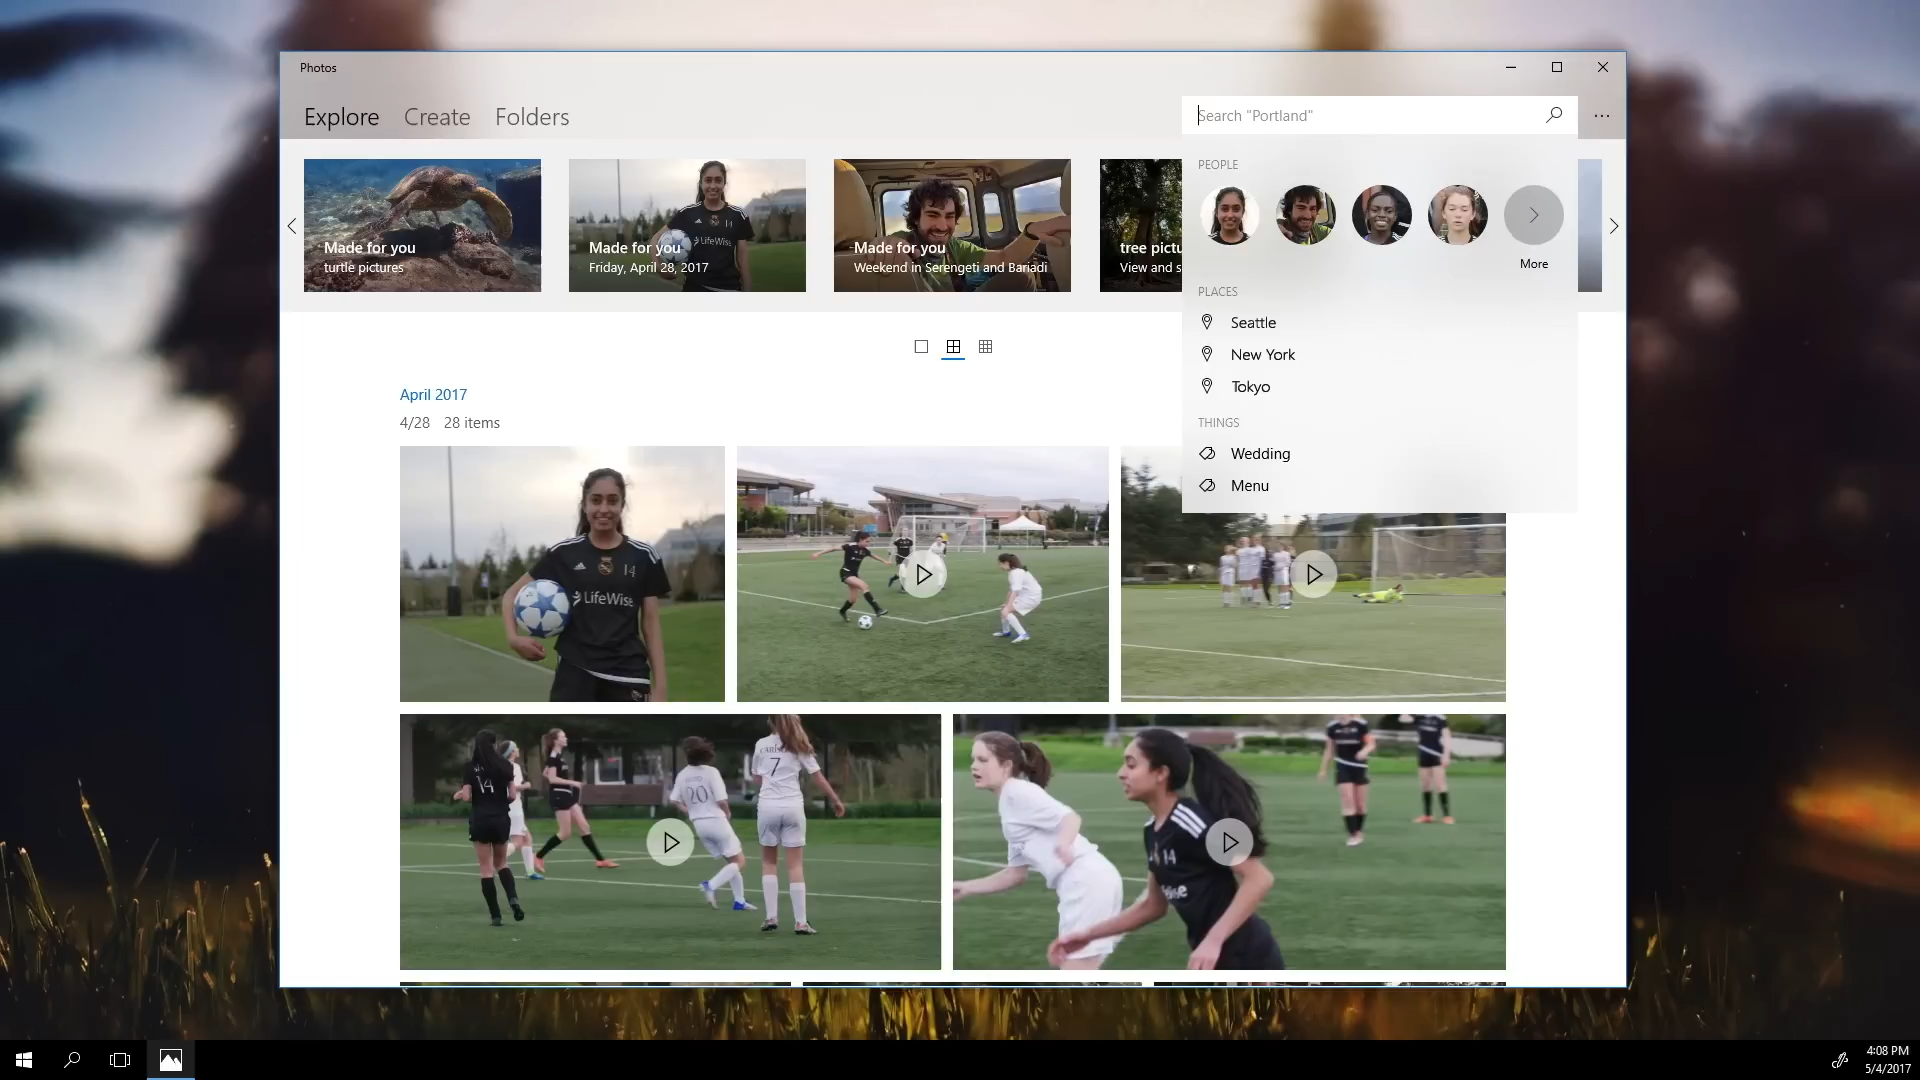 Photos
Explore Create Folders
Search "Portland"
Made for you
turtle pictures
Made for you
Friday, April 28, 2017
Made for you
Weekend in Serengeti and Bariadi
tree pictu
View and s
PEOPLE
More
PLACES
Seattle
New York
Tokyo
THINGS
Wedding
Menu
April 2017
4/28 28 items
14
LifeWise
LifeWise
14
20
7
14
4:08 PM
5/4/2017